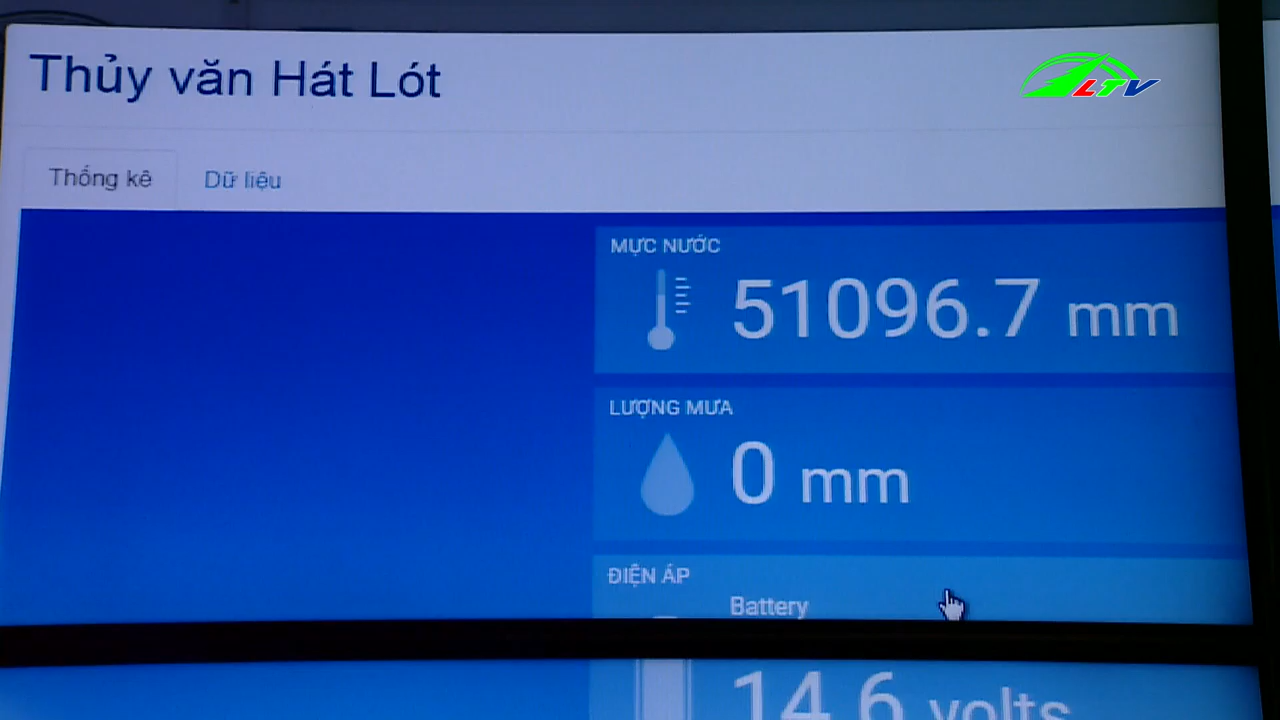 Thủy văn Hát Lót
LTV
Thống kê
Dữ liệu
MỰC NƯỚC
51096.7 mm
LƯỢNG MƯA
0 mm
ĐIỆN ÁP
Battery
14.6 volts